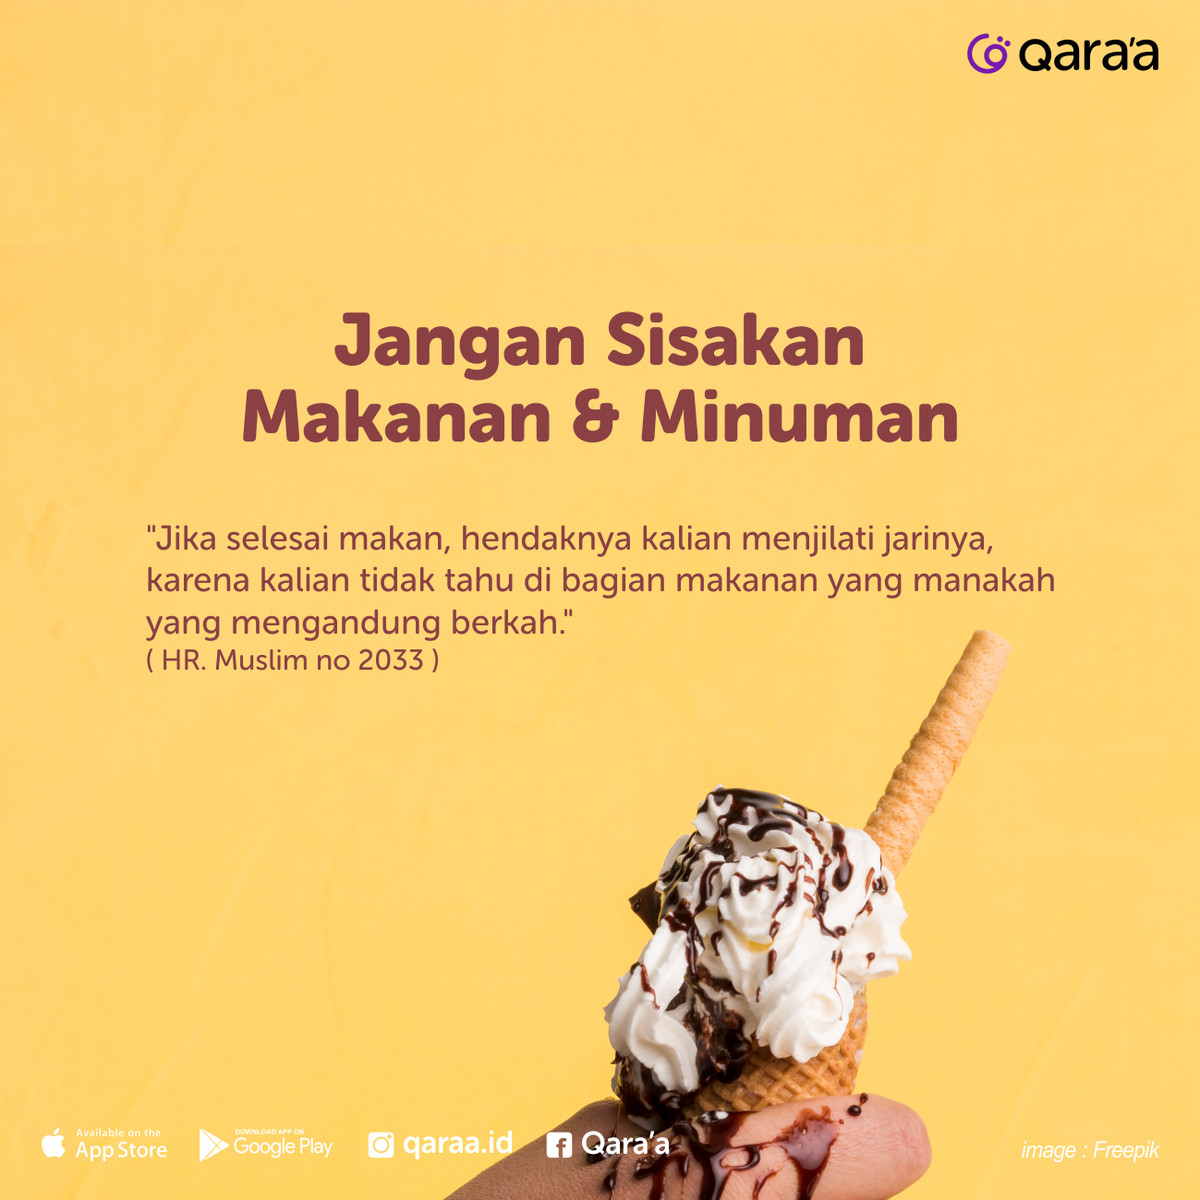 Qara'a
Jangan Sisakan
Makanan & Minuman
"Jika selesai makan, hendaknya kalian menjilati jarinya,
karena kalian tidak tahu di bagian makanan yang manakah
yang mengandung berkah."
( HR. Muslim no 2033 )
Available on the
App Store
DOWNLOAD APP ON
Google Play
qaraa.id
Qara'a
image : Freepik